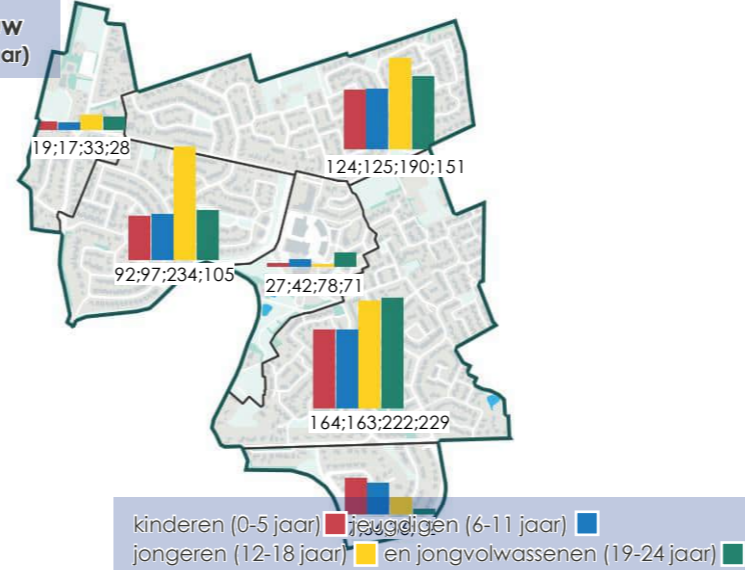 w
ar)
19;17;33;28
124;125;190;151
92;97;234;105
27;42;78;71
164;163;222;229
kinderen (0-5 jaar) jeugdigen (6-11 jaar)
jongeren (12-18 jaar) en jongvolwassenen (19-24 jaar)